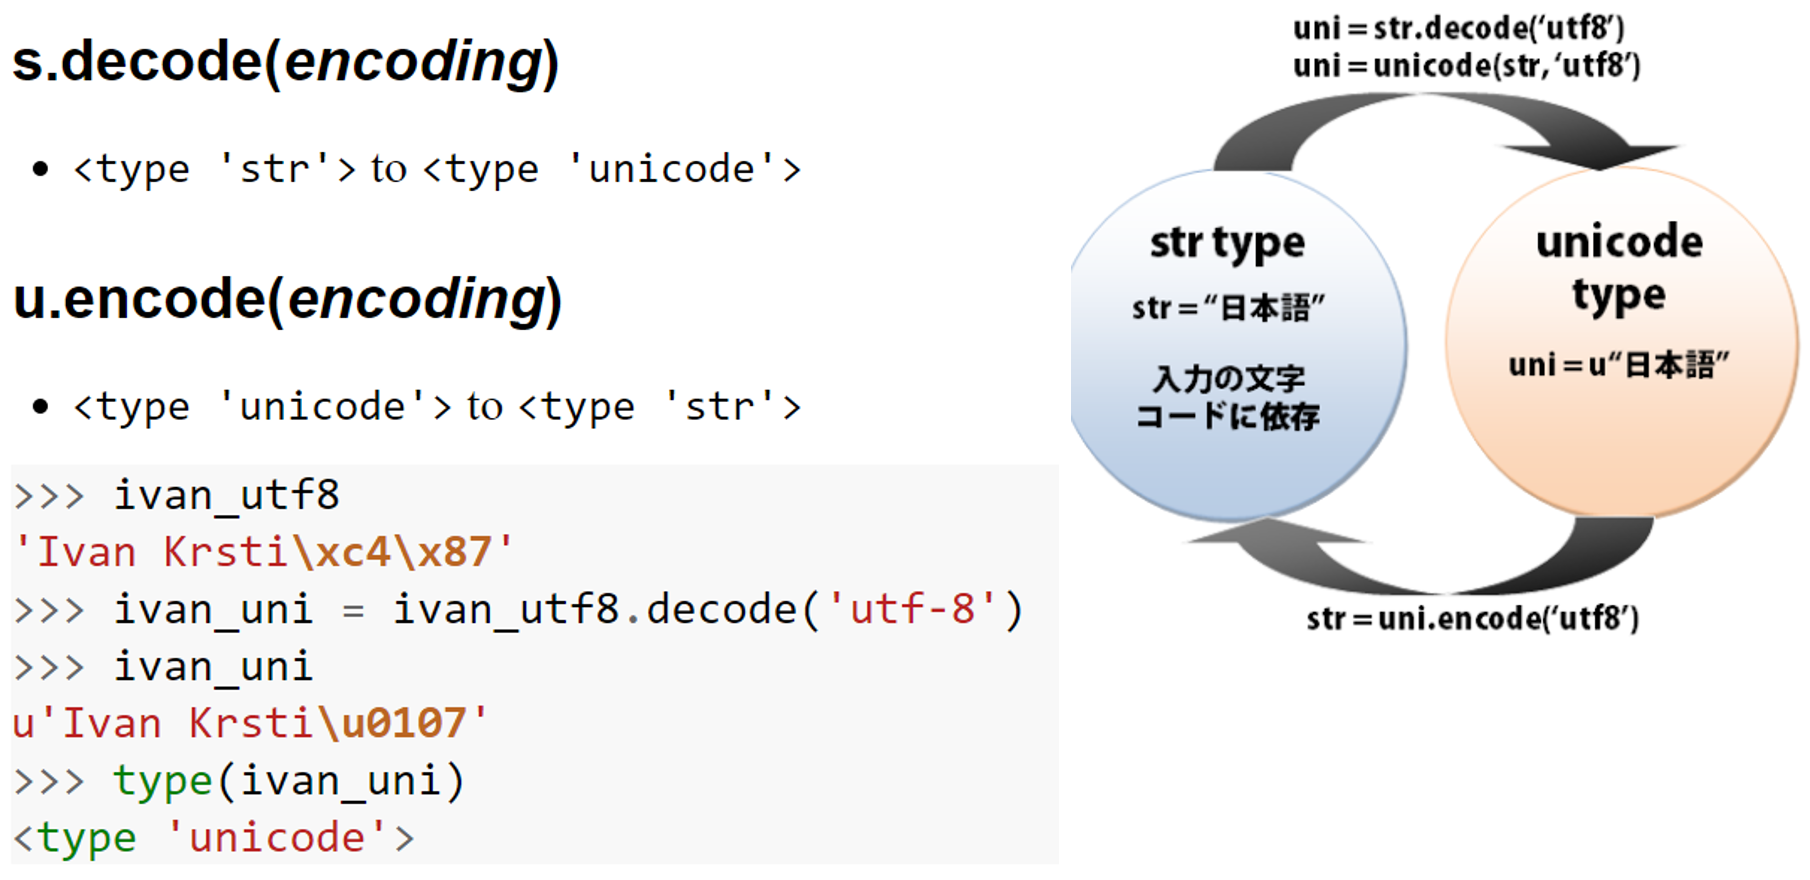 s.decode(encoding)
• <type 'str'> to <type 'unicode'>
u.encode(encoding)
• <type 'unicode'> to <type 'str'>
>>> ivan_utf8
'Ivan Krsti\xc4\x87'
>>> ivan_uni = ivan_utf8.decode('utf-8')
>>> ivan_uni
u'Ivan Krsti\u0107'
>>> type(ivan_uni)
<type 'unicode'>
uni = str.decode(‘utf8’)
uni = unicode(str, ‘utf8’)
str type
str = “日本語”
入力の文字
コードに依存
unicode
type
uni = u“日本語”
str = uni.encode(‘utf8’)